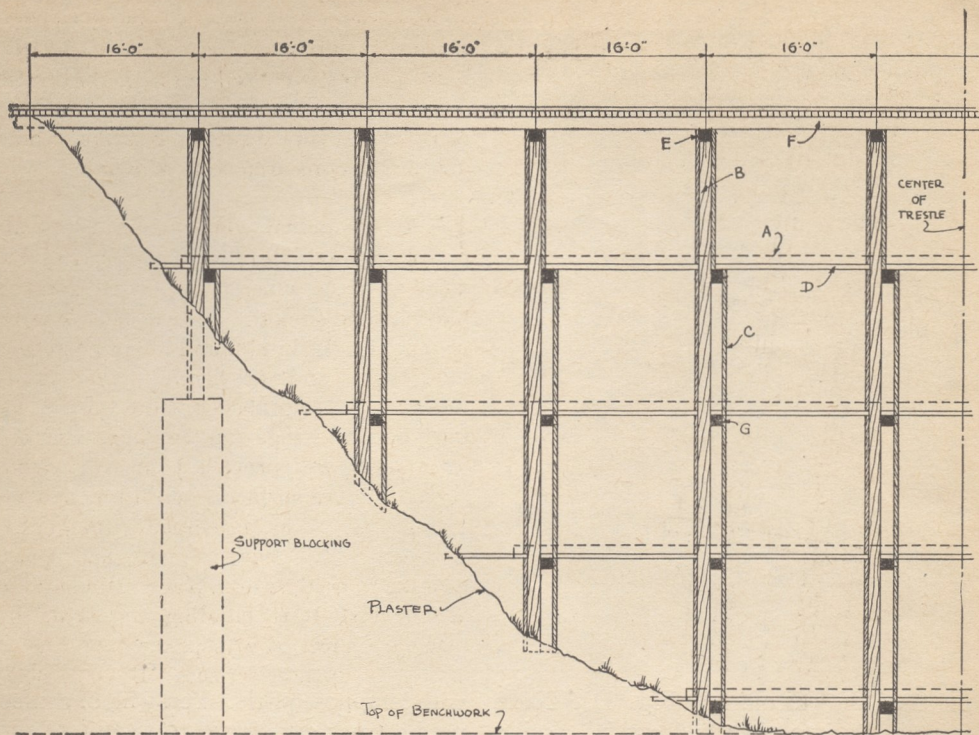 16'-0" 16'-0" 16'-0" 16'-0" 16'-0"
E
F
B
CENTER
OF
TRESTLE
A
D
C
G
SUPPORT BLOCKING
PLASTER
TOP OF BENCHWORK